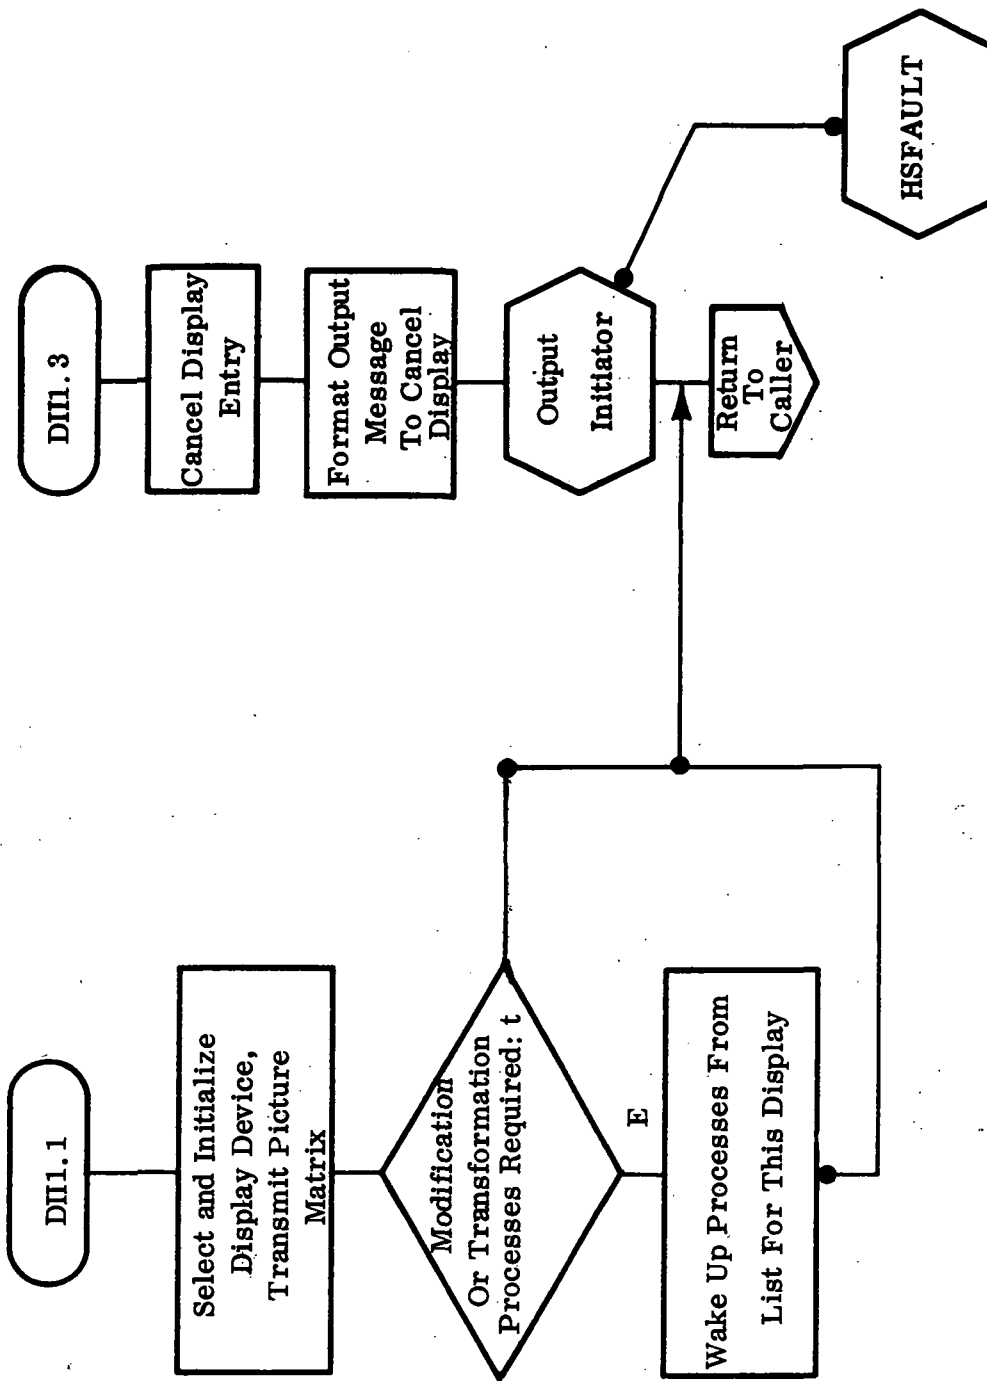 DII1.1
Select and Initialize
Display Device,
Transmit Picture
Matrix
Modification
Or Transformation
Processes Required: t
E
Wake Up Processes From
List For This Display
DII1.3
Cancel Display
Entry
Format Output
Message
To Cancel
Display
Output
Initiator
Return
To
Caller
HSFAULT